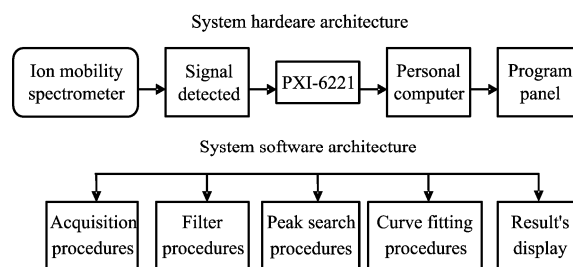 System hardeare architecture
Ion mobility
spectrometer
Signal
detected
PXI-6221
Personal
computer
Program
panel
System software architecture
Acquisition
procedures
Filter
procedures
Peak search
procedures
Curve fitting
procedures
Result's
display